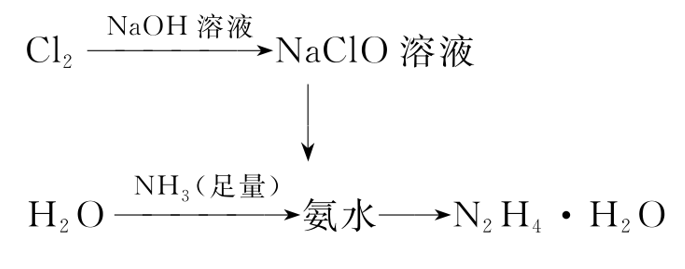 NaOH 溶液
Cl₂ → NaClO 溶液
NH₃(足量)
H₂O → 氨水 → N₂H₄・H₂O